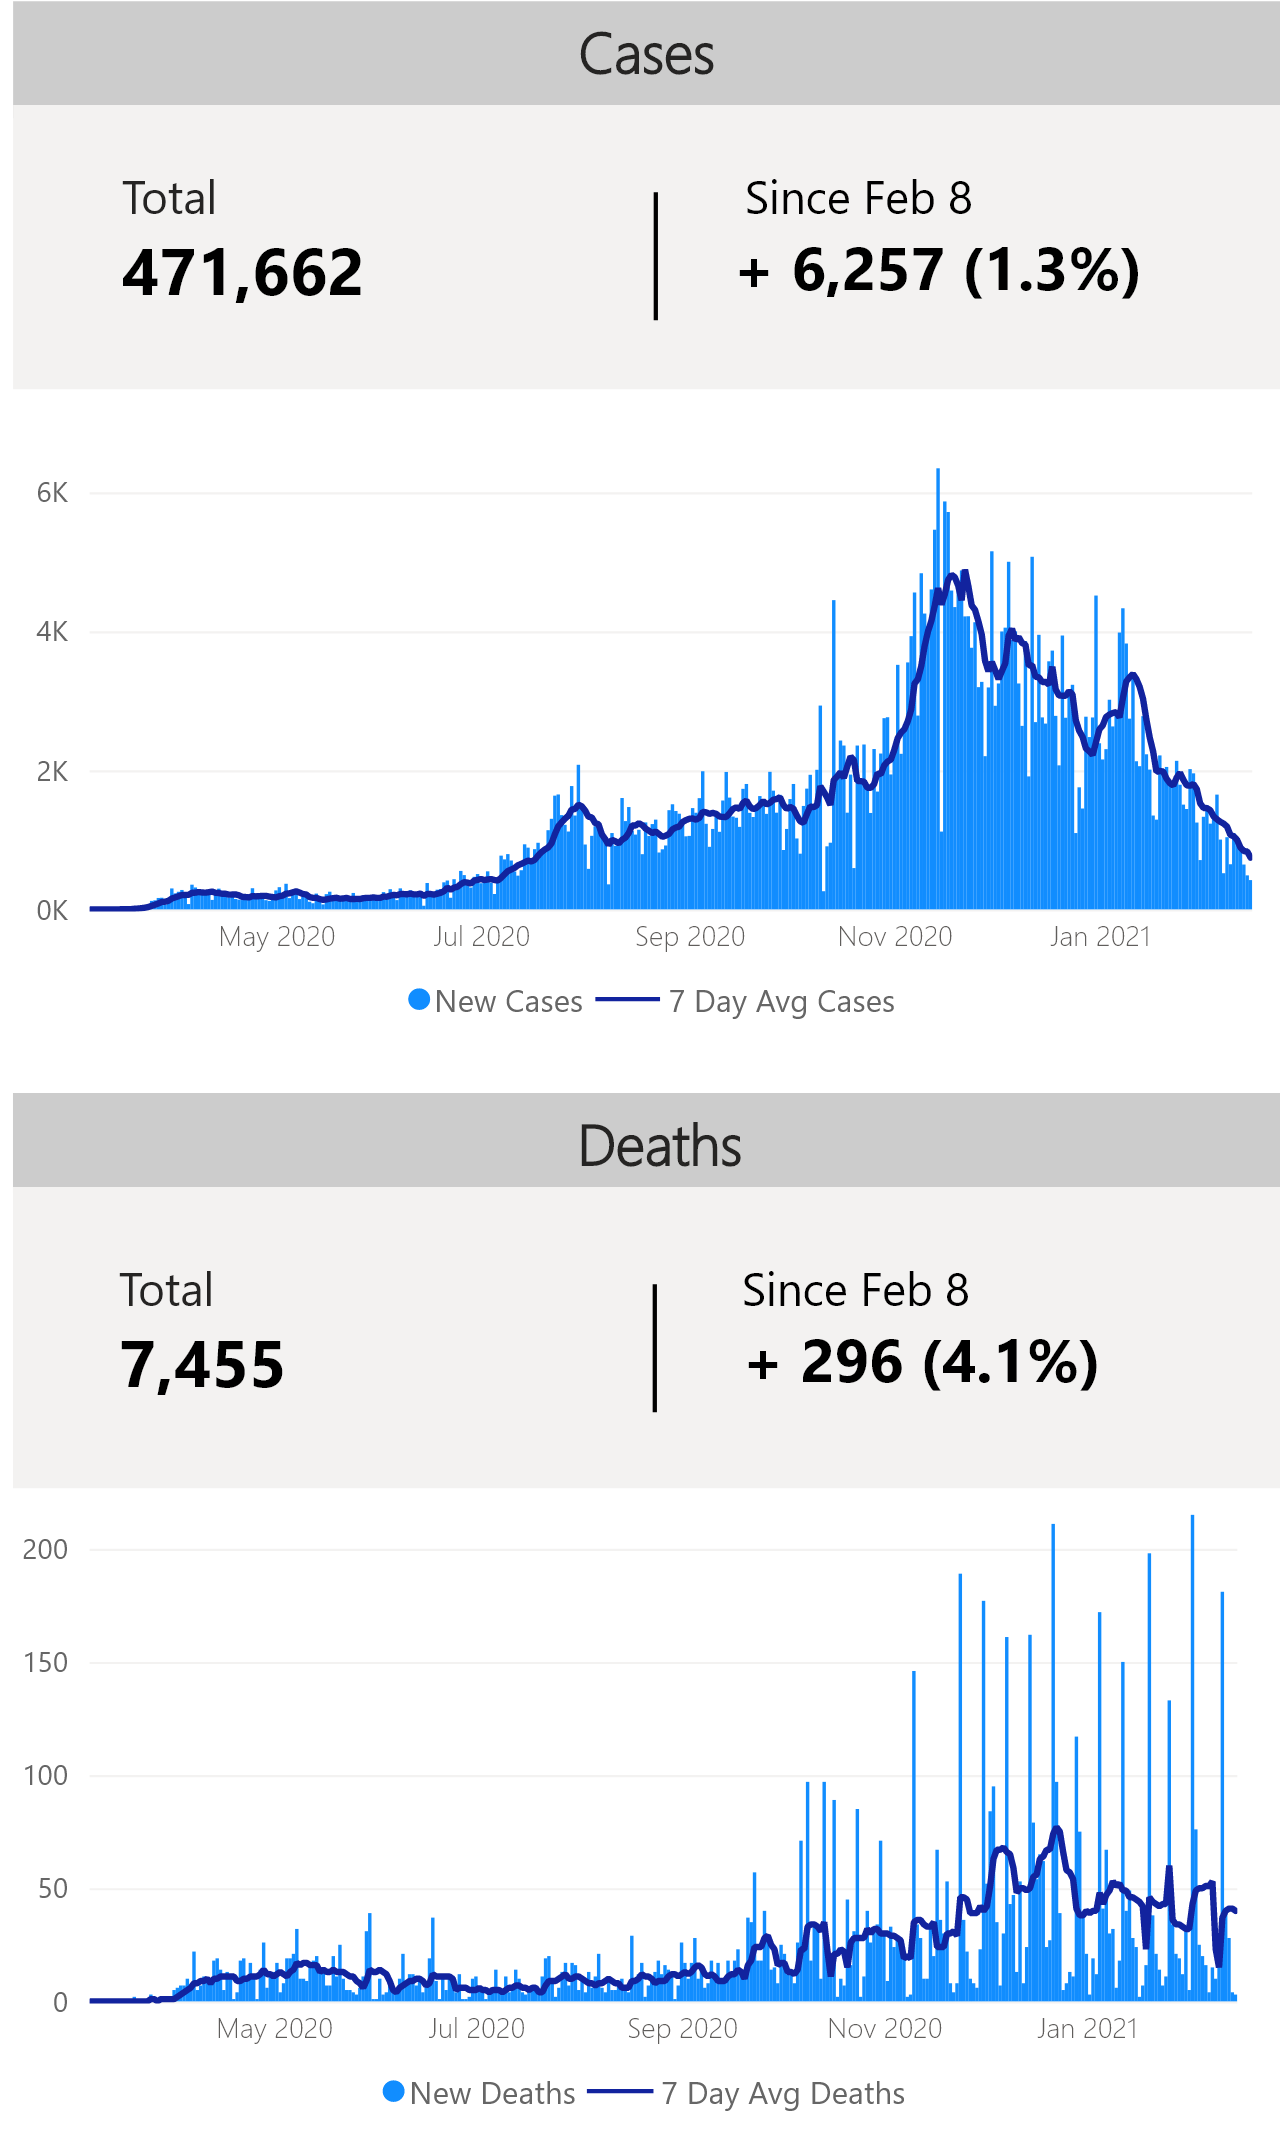 Cases
Total
Since Feb 8
471,662
+ 6,257 (1.3%)
6K
4K
2K
0K
May 2020
Jul 2020
Sep 2020
Nov 2020
Jan 2021
New Cases
7 Day Avg Cases
Deaths
Total
Since Feb 8
7,455
+ 296 (4.1%)
200
150
100
50
0
May 2020
Jul 2020
Sep 2020
Nov 2020
Jan 2021
New Deaths
7 Day Avg Deaths